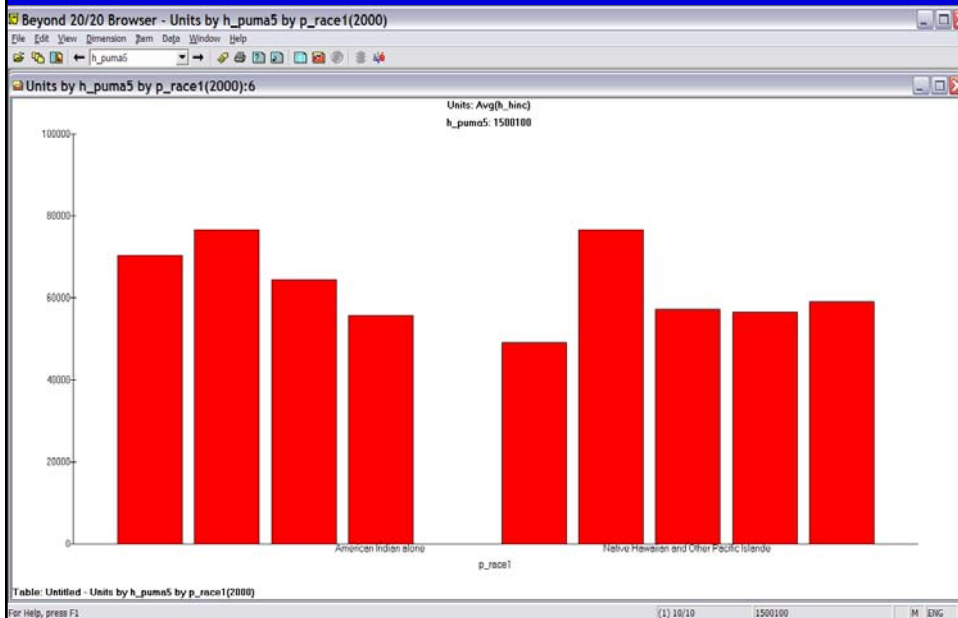 Beyond 20/20 Browser - Units by h_puma5 by p_race1(2000)
File Edit View Dimension Item Data Window Help
h_puma5
Units by h_puma5 by p_race1(2000):6
Units: Avg(h_hinc)
h_puma5: 1500100
100000
80000
60000
40000
20000
0
American Indian alone
Native Hawaiian and Other Pacific Islande
p_race1
Table: Untitled - Units by h_puma5 by p_race1(2000)
For Help, press F1
(1) 10/10
1500100
M ENG